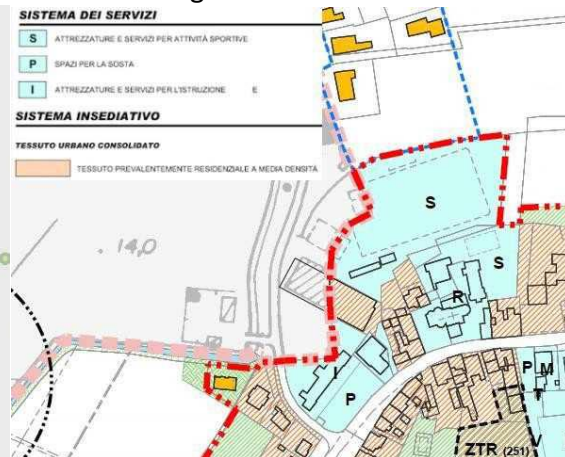 SISTEMA DEI SERVIZI
S ATTREZZATURE E SERVIZI PER ATTIVITÀ SPORTIVE
P SPAZI PER LA SOSTA
I ATTREZZATURE E SERVIZI PER L'ISTRUZIONE E
SISTEMA INSEDIATIVO
TESSUTO URBANO CONSOLIDATO
TESSUTO PREVALENTEMENTE RESIDENZIALE A MEDIA DENSITÀ
S
14,0
S
R
I
P
P M
T
V
ZTR (251)